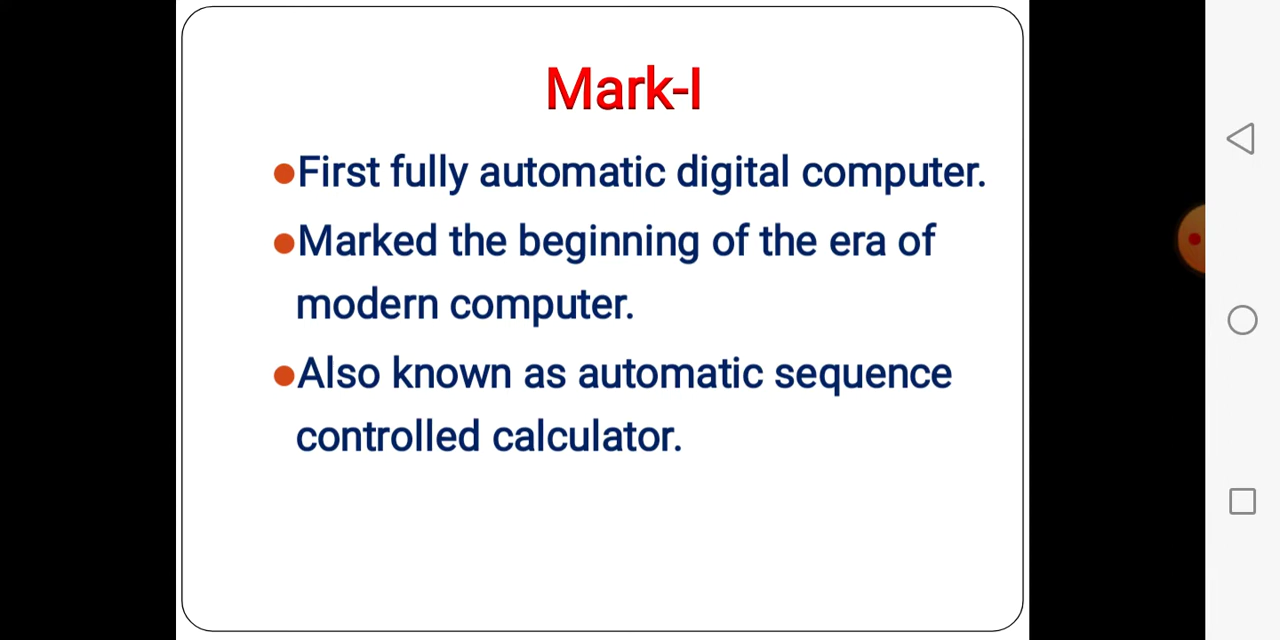 Mark-I
●First fully automatic digital computer.
●Marked the beginning of the era of
modern computer.
●Also known as automatic sequence
controlled calculator.